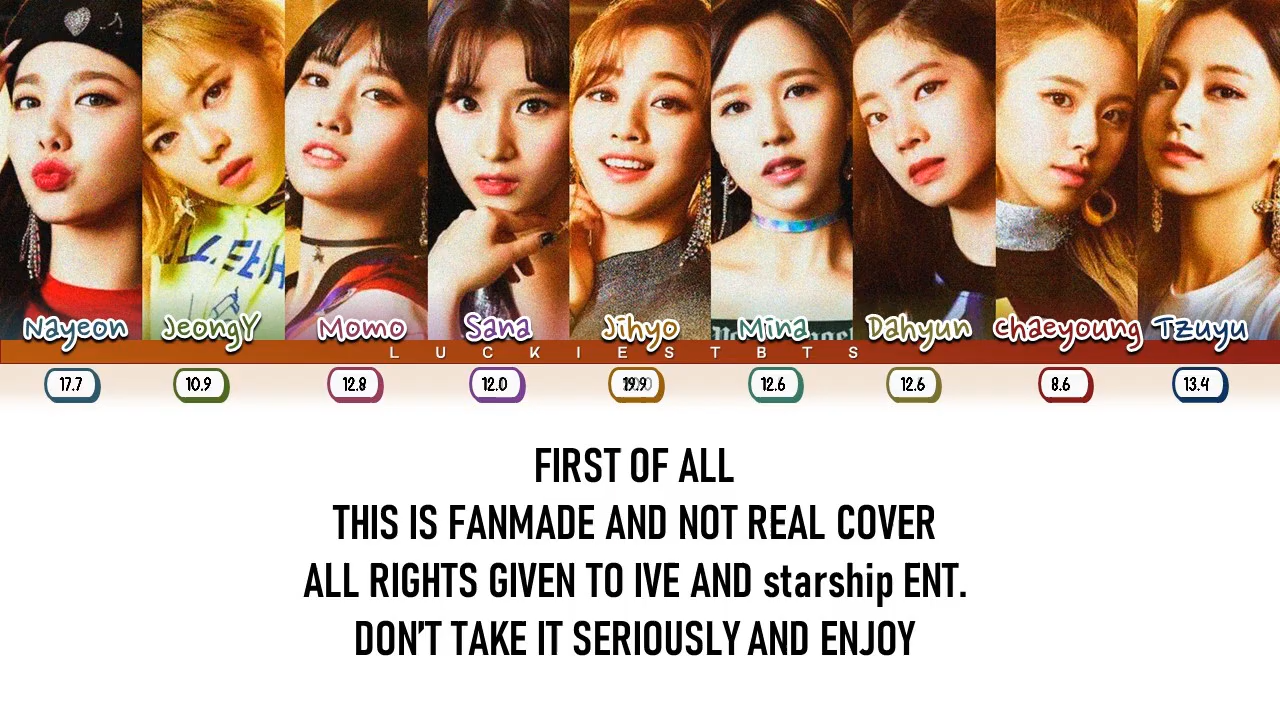 Nayeon JeongY Momo Sana Jihyo Mina Dahyun chaeyoung Tzuyu
LUCKIESTBTS
17.7 10.9 12.8 12.0 12.6 12.6 8.6 13.4
FIRST OF ALL
THIS IS FANMADE AND NOT REAL COVER
ALL RIGHTS GIVEN TO IVE AND starship ENT.
DON'T TAKE IT SERIOUSLY AND ENJOY